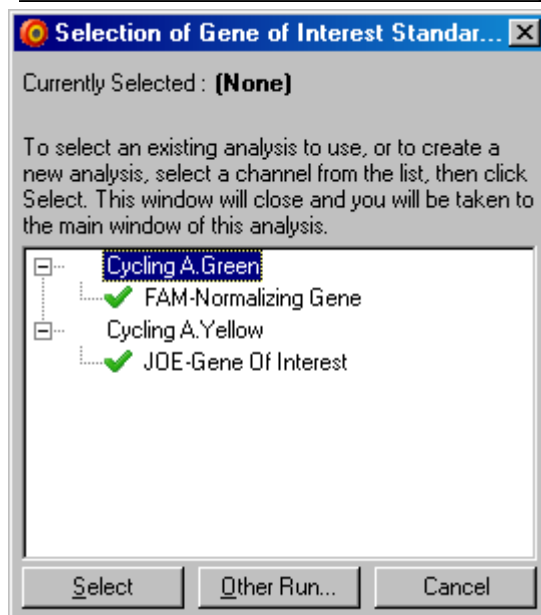 Selection of Gene of Interest Standar...
Currently Selected : (None)
To select an existing analysis to use, or to create a
new analysis, select a channel from the list, then click
Select. This window will close and you will be taken to
the main window of this analysis.
Cycling A.Green
FAM-Normalizing Gene
Cycling A.Yellow
JOE-Gene Of Interest
Select Other Run... Cancel